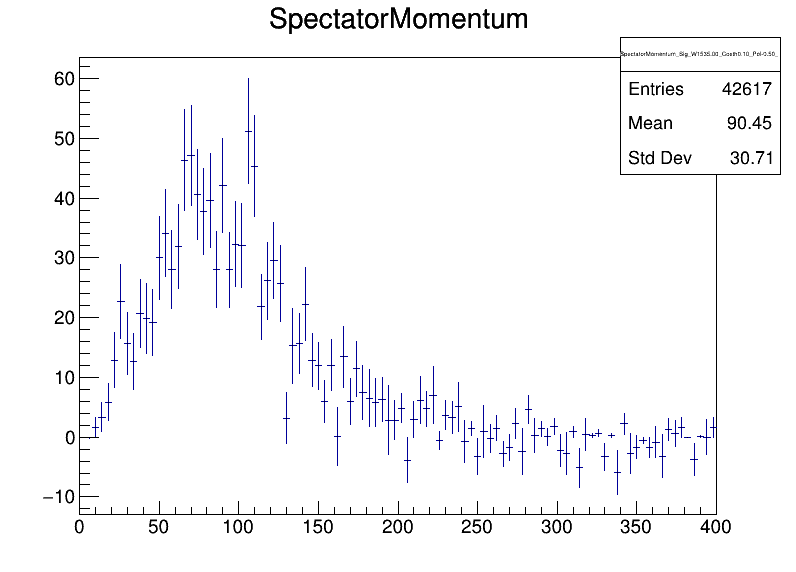 SpectatorMomentum
SpectatorMomentum_Sig_W1535.00_Costh0.10_Pol-0.50_
Entries 42617
Mean 90.45
Std Dev 30.71
60
50
40
30
20
10
0
−10
0 50 100 150 200 250 300 350 400